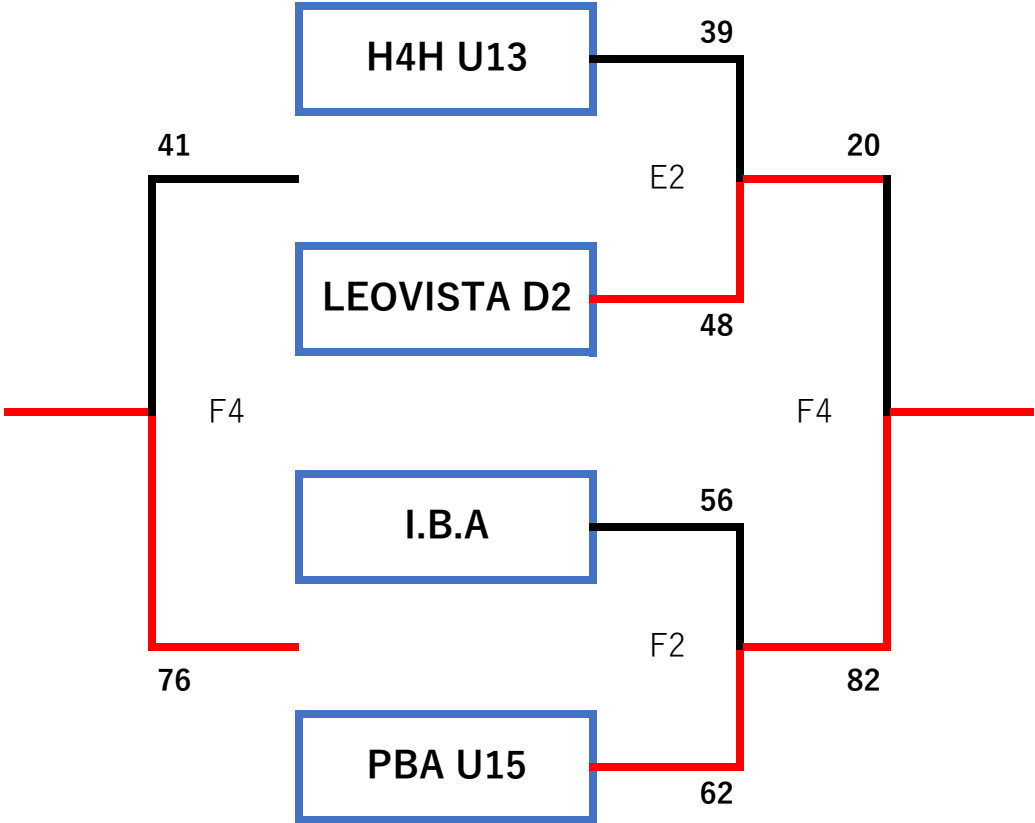 39
H4H U13
41
20
E2
LEOVISTA D2
48
F4
F4
56
I.B.A
F2
76
82
PBA U15
62